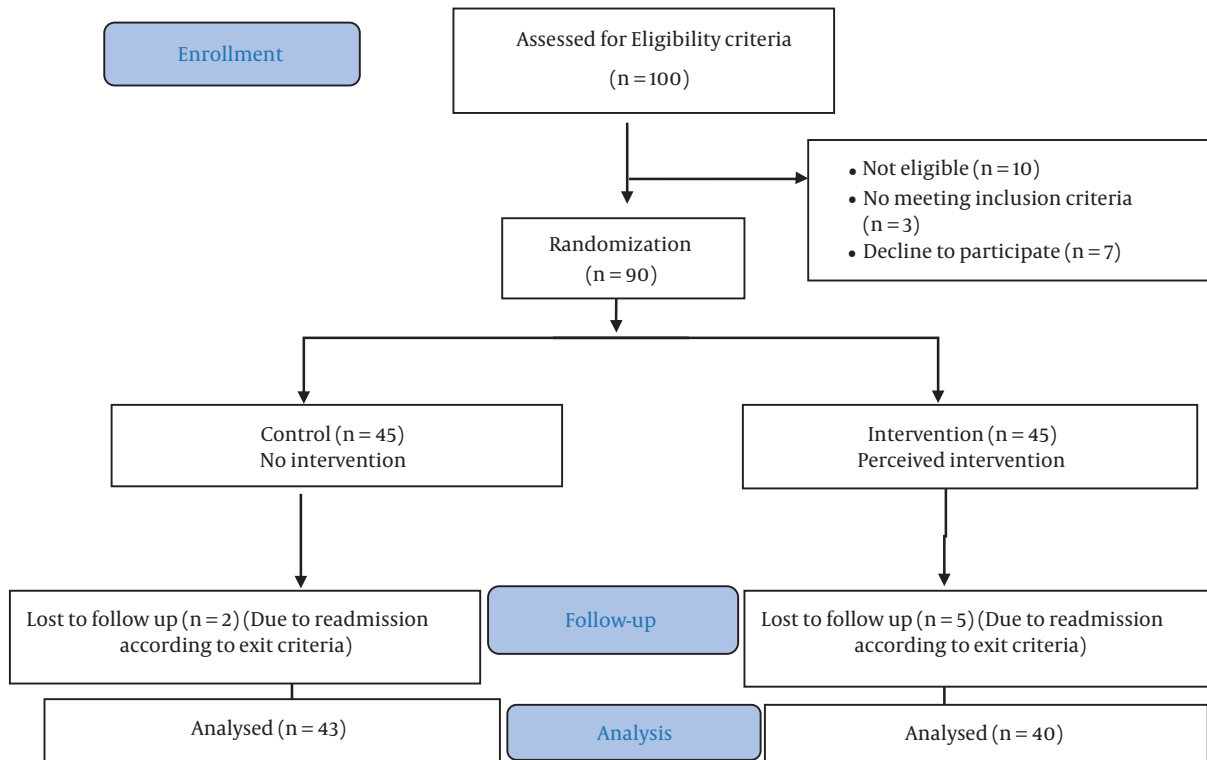 Enrollment
Assessed for Eligibility criteria
(n = 100)
• Not eligible (n = 10)
• No meeting inclusion criteria
(n = 3)
• Decline to participate (n = 7)
Randomization
(n = 90)
Control (n = 45)
No intervention
Intervention (n = 45)
Perceived intervention
Lost to follow up (n = 2) (Due to readmission
according to exit criteria)
Follow-up
Lost to follow up (n = 5) (Due to readmission
according to exit criteria)
Analysed (n = 43)
Analysis
Analysed (n = 40)